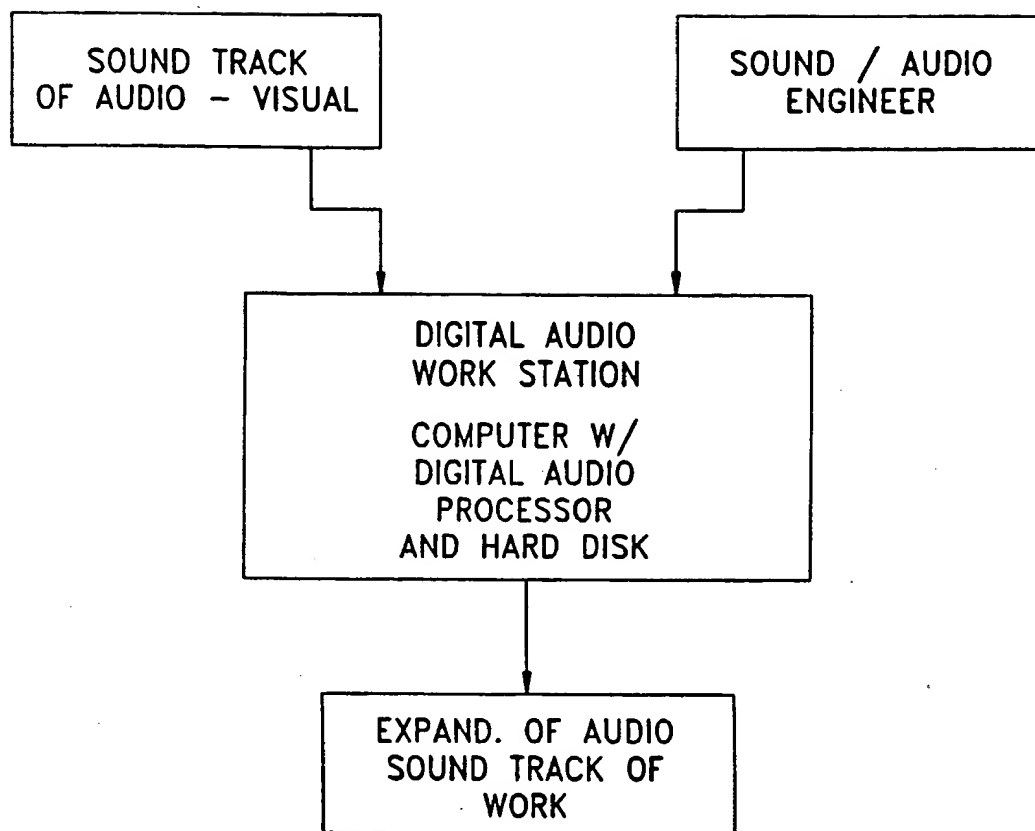 SOUND TRACK
OF AUDIO - VISUAL
SOUND / AUDIO
ENGINEER
DIGITAL AUDIO
WORK STATION
COMPUTER W/
DIGITAL AUDIO
PROCESSOR
AND HARD DISK
EXPAND. OF AUDIO
SOUND TRACK OF
WORK